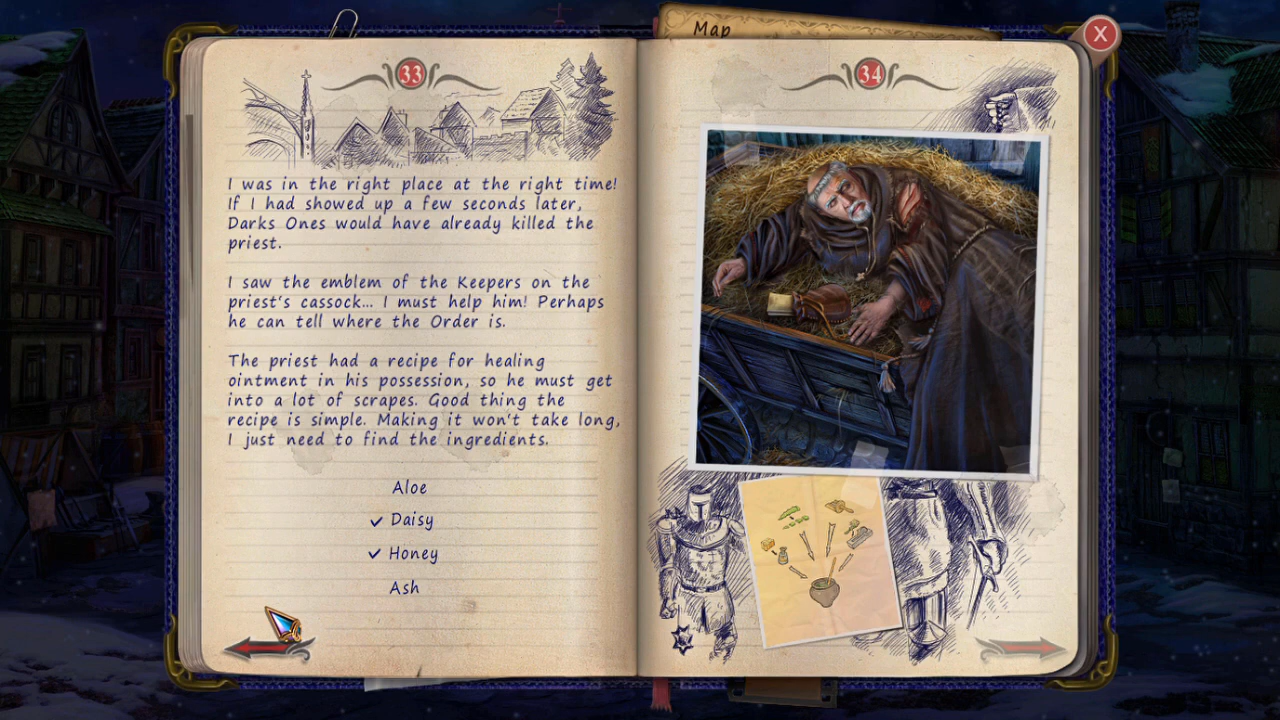 Map
X
33
I was in the right place at the right time!
If I had showed up a few seconds later,
Darks Ones would have already killed the
priest.
I saw the emblem of the Keepers on the
priest's cassock... I must help him! Perhaps
he can tell where the Order is.
The priest had a recipe for healing
ointment in his possession, so he must get
into a lot of scrapes. Good thing the
recipe is simple. Making it won't take long,
I just need to find the ingredients.
Aloe
✓ Daisy
✓ Honey
Ash
34